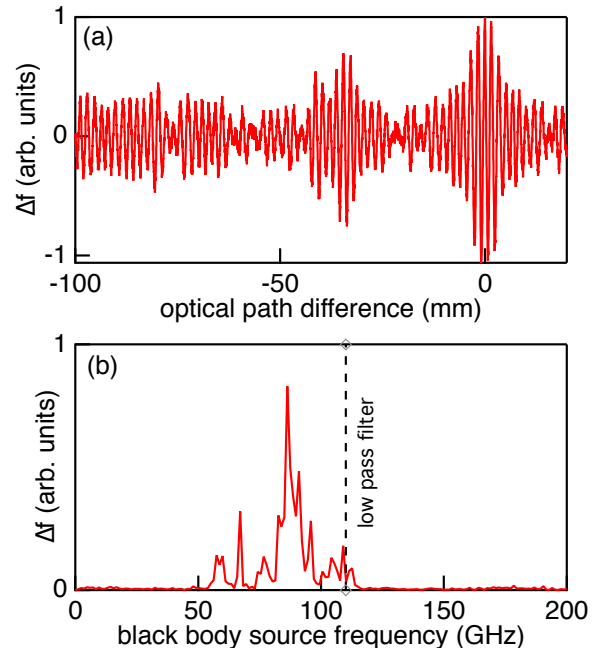 (a)
1
0
-1
Δf (arb. units)
-100
-50
0
optical path difference (mm)
(b)
1
0
Δf (arb. units)
low pass filter
0
50
100
150
200
black body source frequency (GHz)